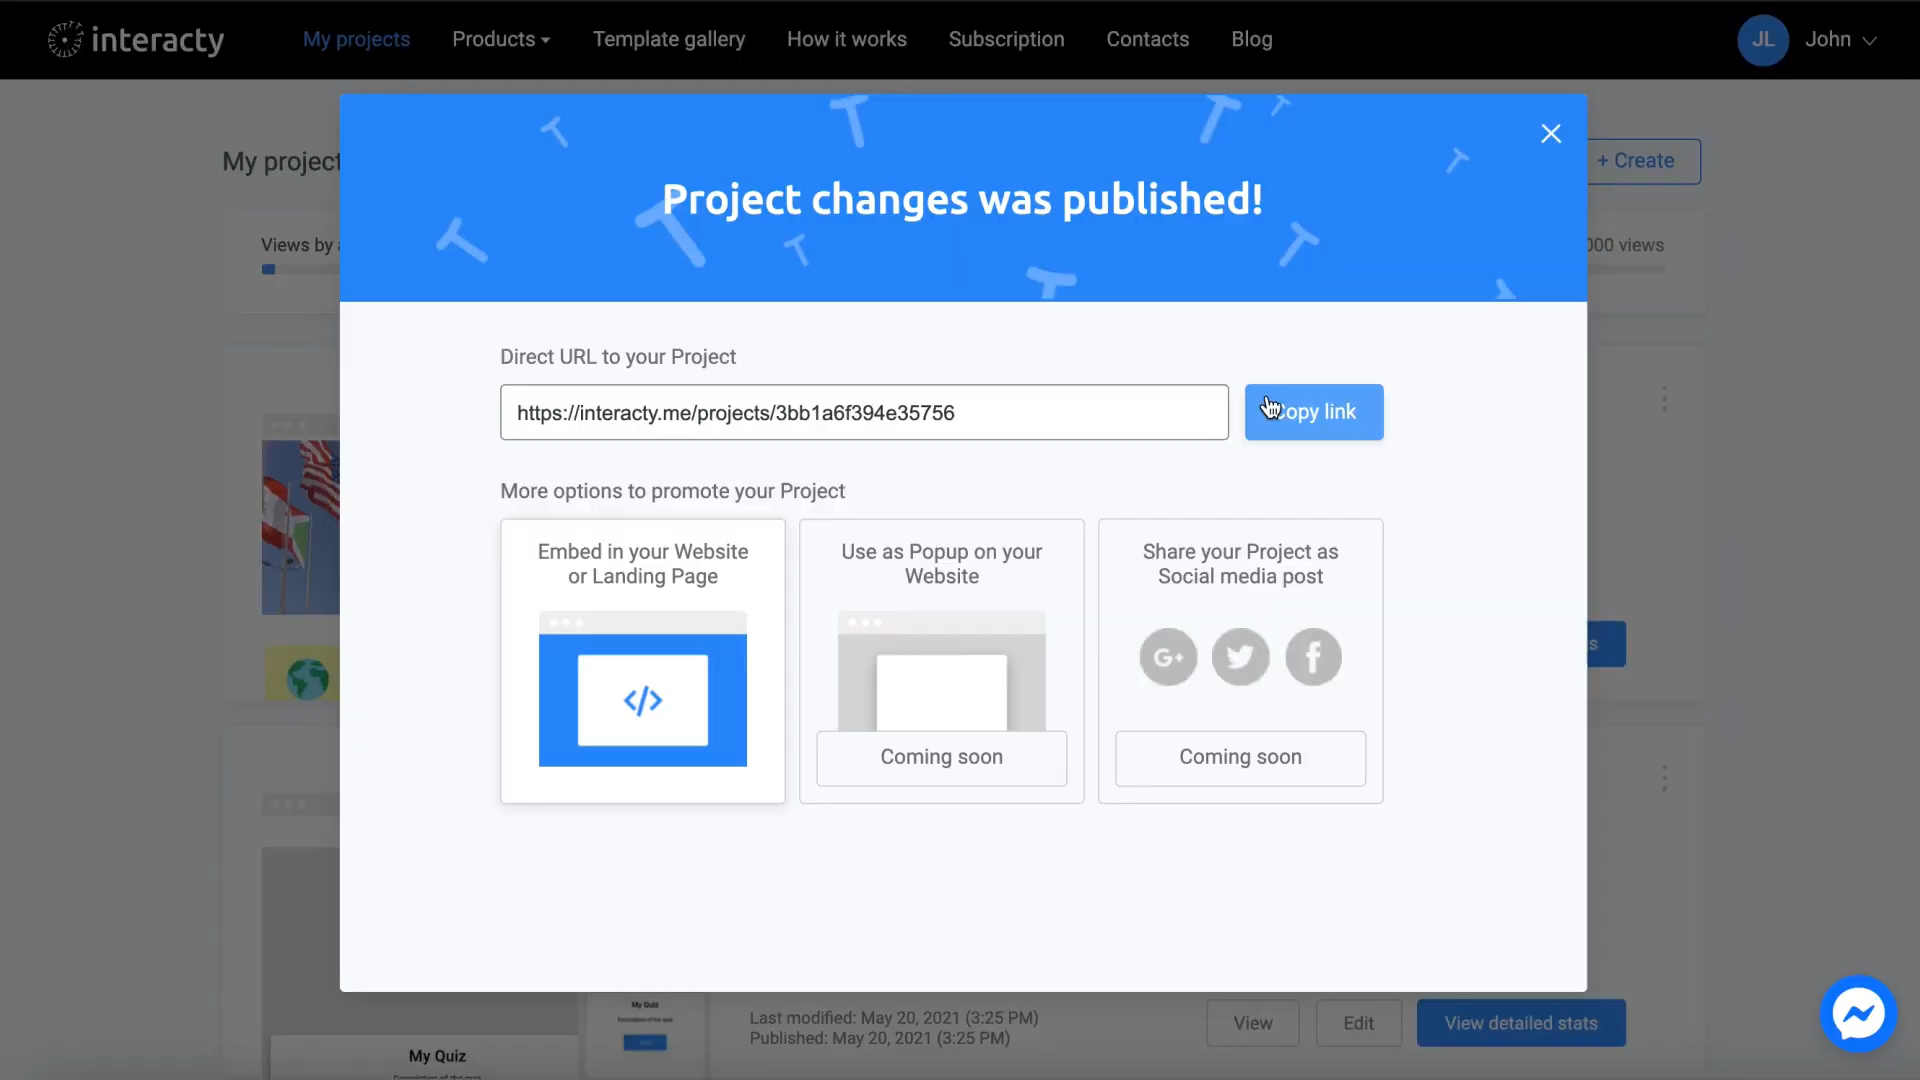 interacty
My projects
Products
Template gallery
How it works
Subscription
Contacts
Blog
JL
John
My project
+ Create
Project changes was published!
Views by
000 views
Direct URL to your Project
https://interacty.me/projects/3bb1a6f394e35756
opy link
More options to promote your Project
Embed in your Website
or Landing Page
</>
Use as Popup on your
Website
Coming soon
Share your Project as
Social media post
G+
f
Coming soon
s
My Quiz
My Quiz
Last modified: May 20, 2021 (3:25 PM)
Published: May 20, 2021 (3:25 PM)
View
Edit
View detailed stats